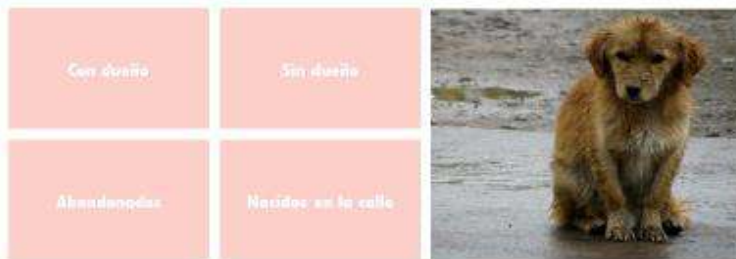 Con dueño
Sin dueño
Abandonados
Nacidos en la calle